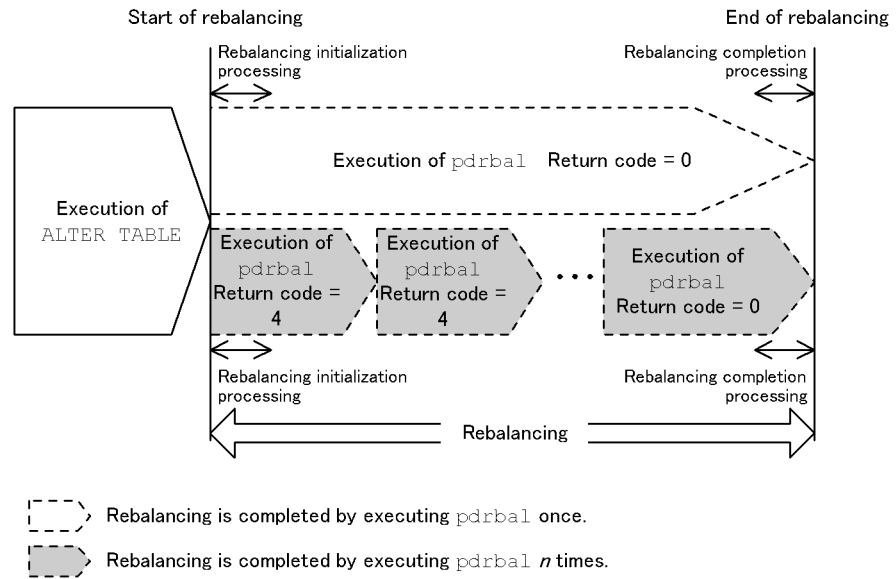 Start of rebalancing
End of rebalancing
Rebalancing initialization
processing
Rebalancing completion
processing
Execution of pdrbal Return code = 0
Execution of
ALTER TABLE
Execution of
pdrbal
Return code =
4
Execution of
pdrbal
Return code =
4
Execution of
pdrbal
Return code = 0
Rebalancing initialization
processing
Rebalancing completion
processing
Rebalancing
Rebalancing is completed by executing pdrbal once.
Rebalancing is completed by executing pdrbal n times.